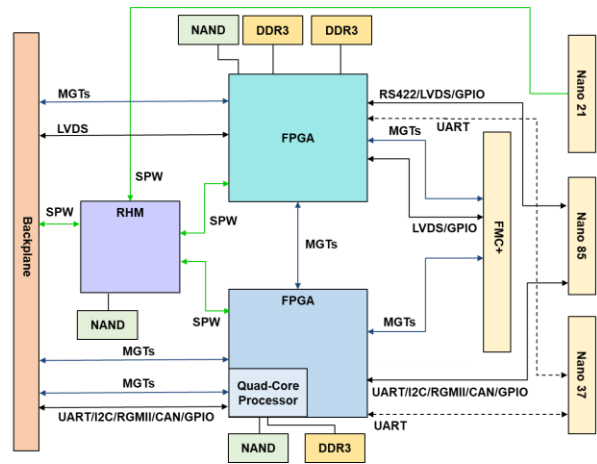 NAND
DDR3
DDR3
MGTs
RS422/LVDS/GPIO
Nano 21
UART
LVDS
FPGA
MGTs
SPW
RHM
SPW
SPW
LVDS/GPIO
FMC+
Nano 85
Backplane
MGTs
FPGA
NAND
SPW
MGTs
MGTs
Quad-Core
Processor
MGTs
UART/I2C/RGMII/CAN/GPIO
Nano 37
UART/I2C/RGMII/CAN/GPIO
UART
NAND
DDR3